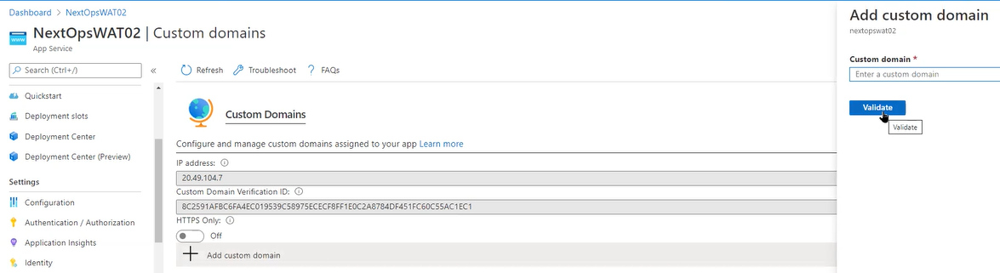 Dashboard > NextOpsWAT02
www
NextOpsWAT02 | Custom domains
App Service
Search (Ctrl+/)
«
Quickstart
Deployment slots
Deployment Center
Deployment Center (Preview)
Settings
Configuration
Authentication / Authorization
Application Insights
Identity
Refresh
Troubleshoot
? FAQs
Custom Domains
Configure and manage custom domains assigned to your app Learn more
IP address:
20.49.104.7
Custom Domain Verification ID:
8C2591AFBC6FA4EC019539C58975ECECF8FF1E0C2A8784DF451FC60C55AC1EC1
HTTPS Only:
Off
+ Add custom domain
Add custom domain
nextopswat02
Custom domain *
Enter a custom domain
Validate
Validate